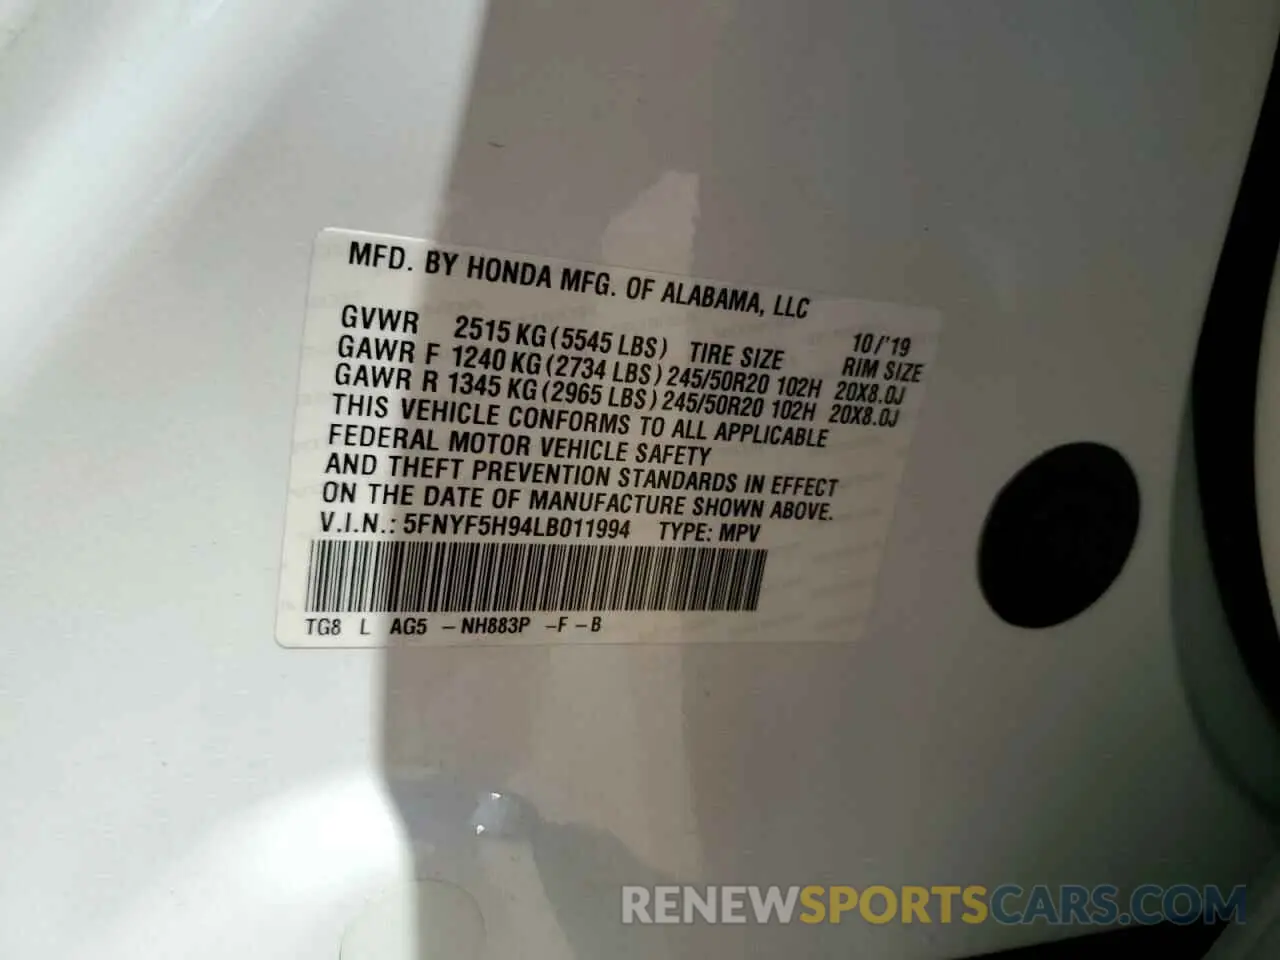 MFD. BY HONDA MFG. OF ALABAMA, LLC
10/'19
GVWR 2515 KG (5545 LBS) TIRE SIZE RIM SIZE
GAWR F 1240 KG (2734 LBS) 245/50R20 102H 20X8.0J
GAWR R 1345 KG (2965 LBS) 245/50R20 102H 20X8.0J
THIS VEHICLE CONFORMS TO ALL APPLICABLE
FEDERAL MOTOR VEHICLE SAFETY
AND THEFT PREVENTION STANDARDS IN EFFECT
ON THE DATE OF MANUFACTURE SHOWN ABOVE.
V.I.N.: 5FNYF5H94LB011994 TYPE: MPV
TG8 L AG5 -NH883P -F -B
RENEWSPORTSCARS.COM